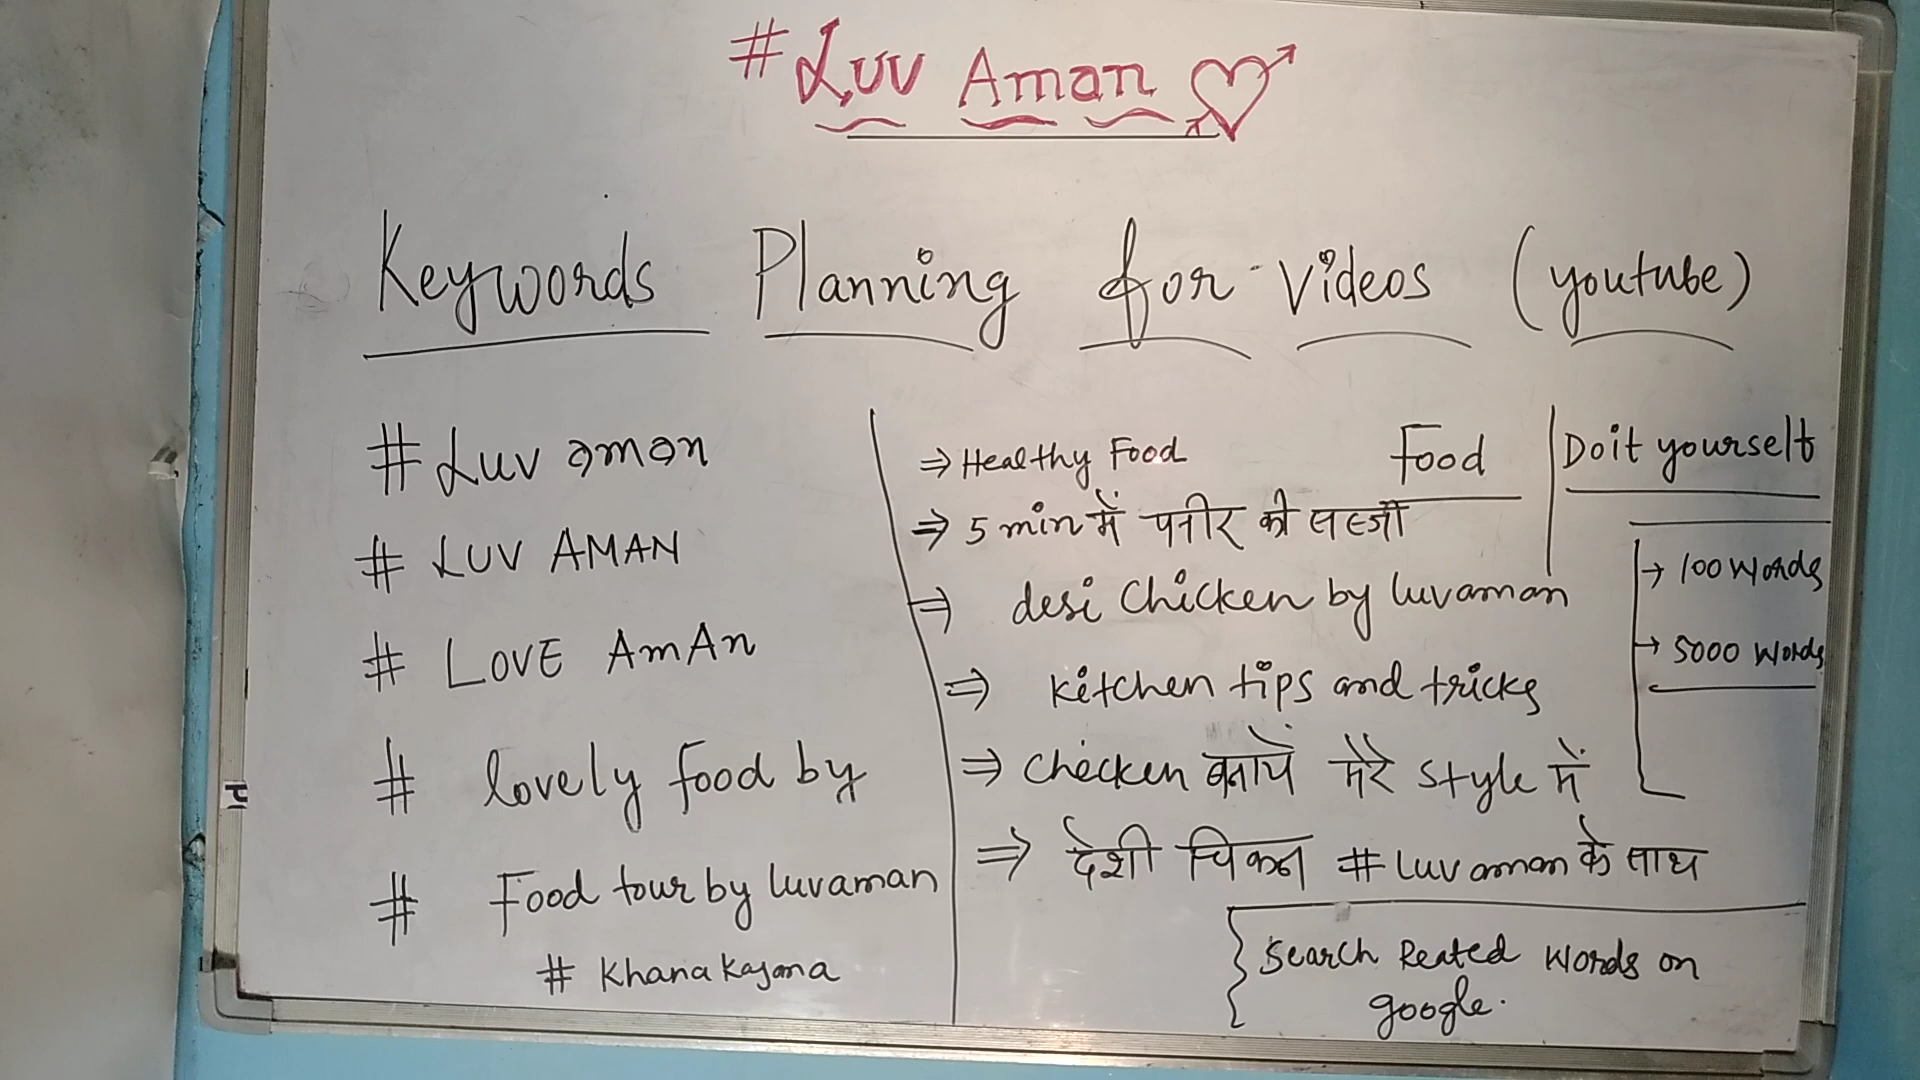 #Luv Aman
Keywords Planning for Videos (youtube)
# Luv aman
# LUV AMAN
# LOVE AmAn
# lovely food by
# Food tour by luvaman
# Khana Kajana
Food
⇒ Healthy Food
⇒ 5 min में पनीर की सब्जी
⇒ desi Chicken by luvaman
⇒ Kitchen tips and tricks
⇒ Chicken बनायें मेरे Style में
⇒ देशी चिकन # Luv aman के साथ
Do it yourself
→ 100 Words
→ 5000 Words
Search Reated Words on
google.